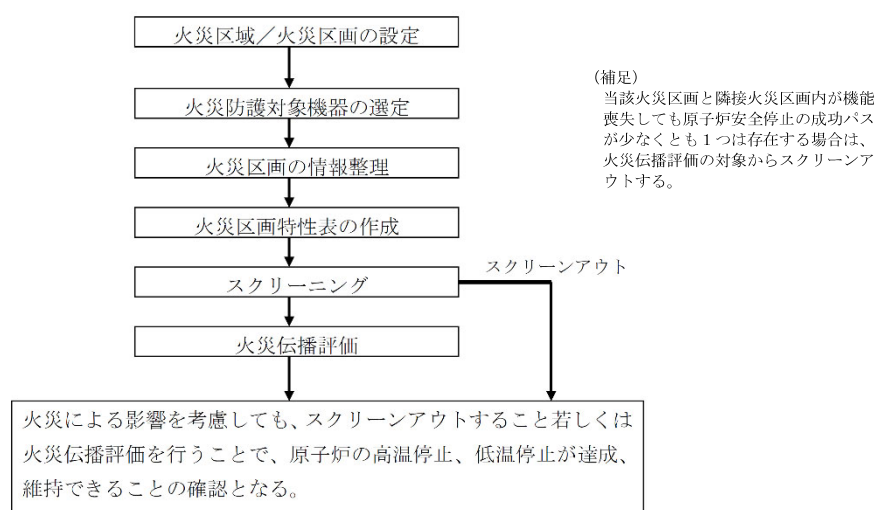 火災区域／火災区画の設定
火災防護対象機器の選定
火災区画の情報整理
火災区画特性表の作成
スクリーニング
スクリーンアウト
火災伝播評価
火災による影響を考慮しても、スクリーンアウトすること若しくは
火災伝播評価を行うことで、原子炉の高温停止、低温停止が達成、
維持できることの確認となる。
（補足）
当該火災区画と隣接火災区画内が機能
喪失しても原子炉安全停止の成功パス
が少なくとも１つは存在する場合は、
火災伝播評価の対象からスクリーンア
ウトする。